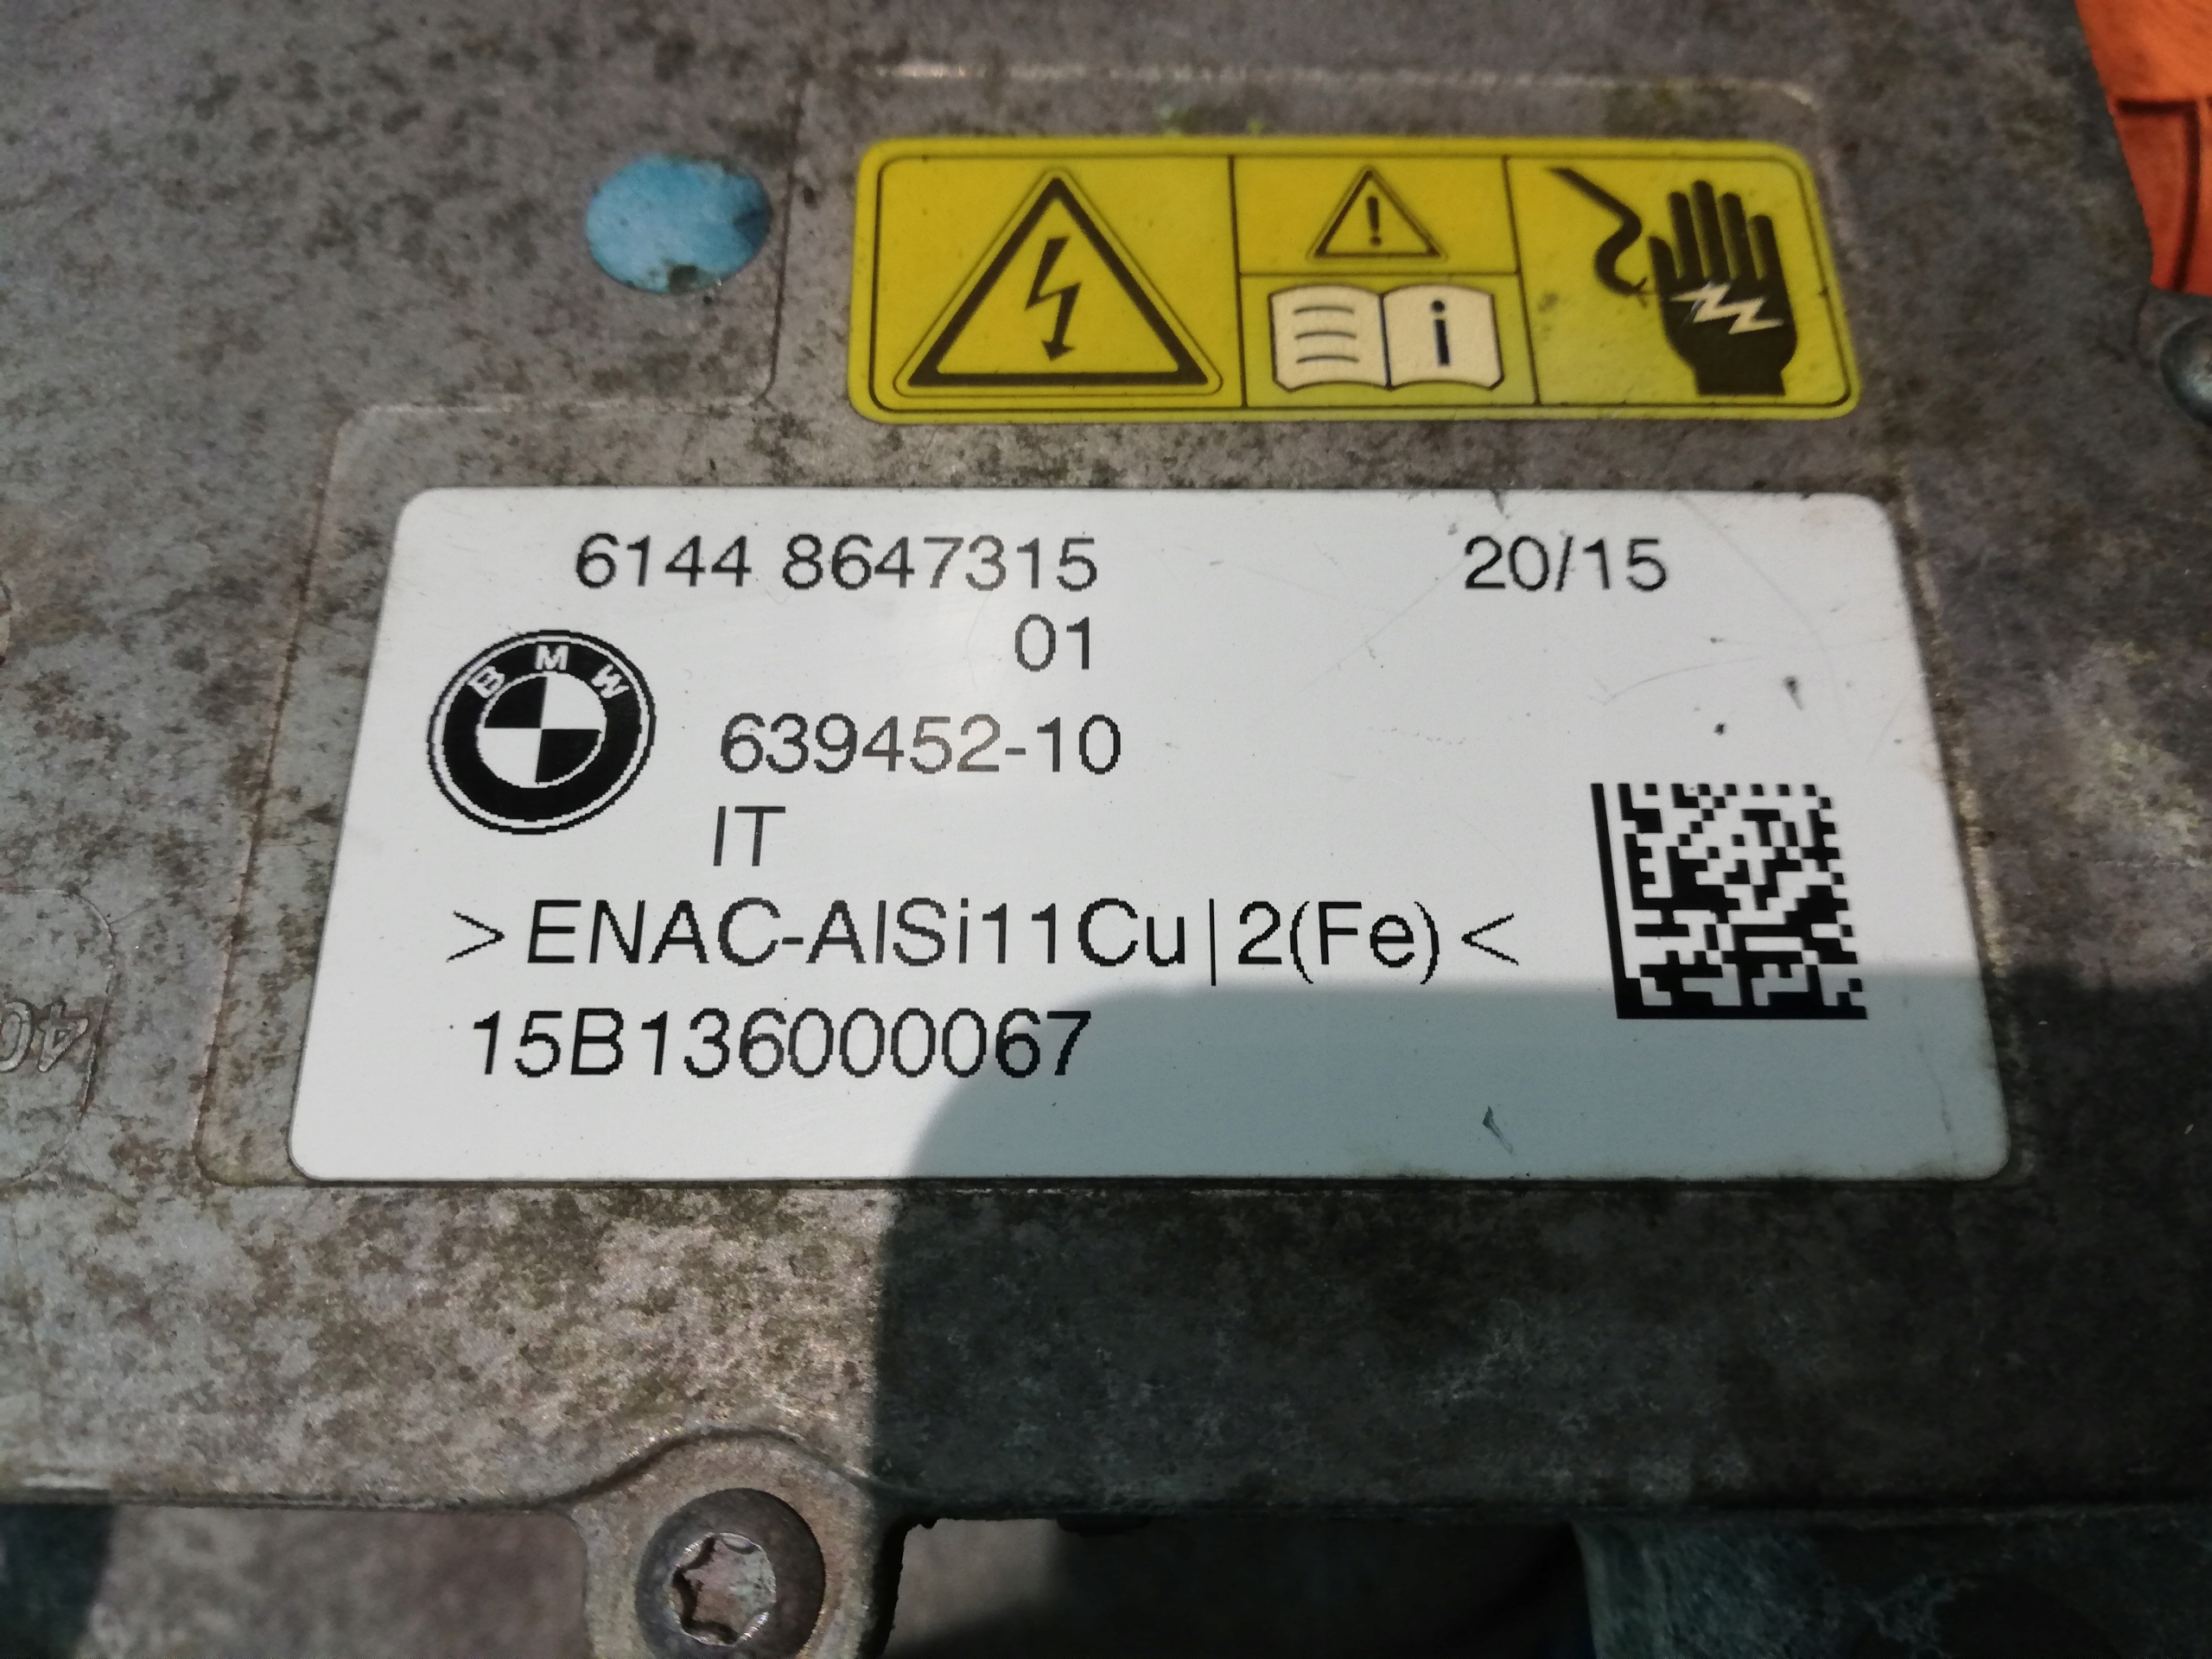 6144 8647315 20/15
01
BMW
639452-10
IT
>ENAC-AlSi11Cu|2(Fe)<
15B136000067